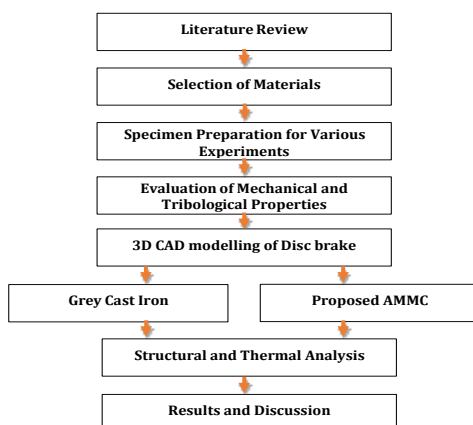 Literature Review
Selection of Materials
Specimen Preparation for Various
Experiments
Evaluation of Mechanical and
Tribological Properties
3D CAD modelling of Disc brake
Grey Cast Iron
Proposed AMMC
Structural and Thermal Analysis
Results and Discussion